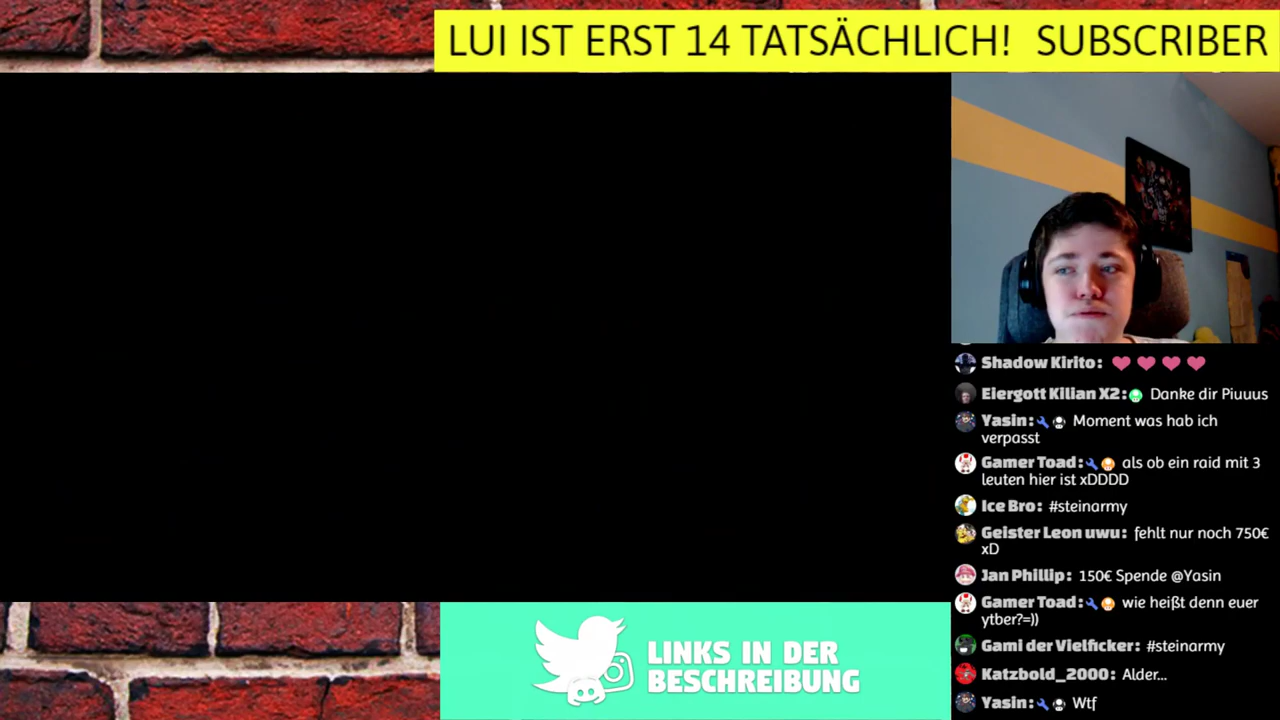 LUI IST ERST 14 TATSÄCHLICH! SUBSCRIBER
Shadow Kirito:
Eiergott Kilian X2: Danke dir Piuuus
Yasin: Moment was hab ich
verpasst
Gamer Toad: als ob ein raid mit 3
leuten hier ist xDDDD
Ice Bro: #steinarmy
Geister Leon uwu: fehlt nur noch 750€
xD
Jan Phillip: 150€ Spende @Yasin
Gamer Toad: wie heißt denn euer
ytber?=))
Gami der Vielficker: #steinarmy
Katzbold_2000: Alder...
Yasin: Wtf
LINKS IN DER
BESCHREIBUNG